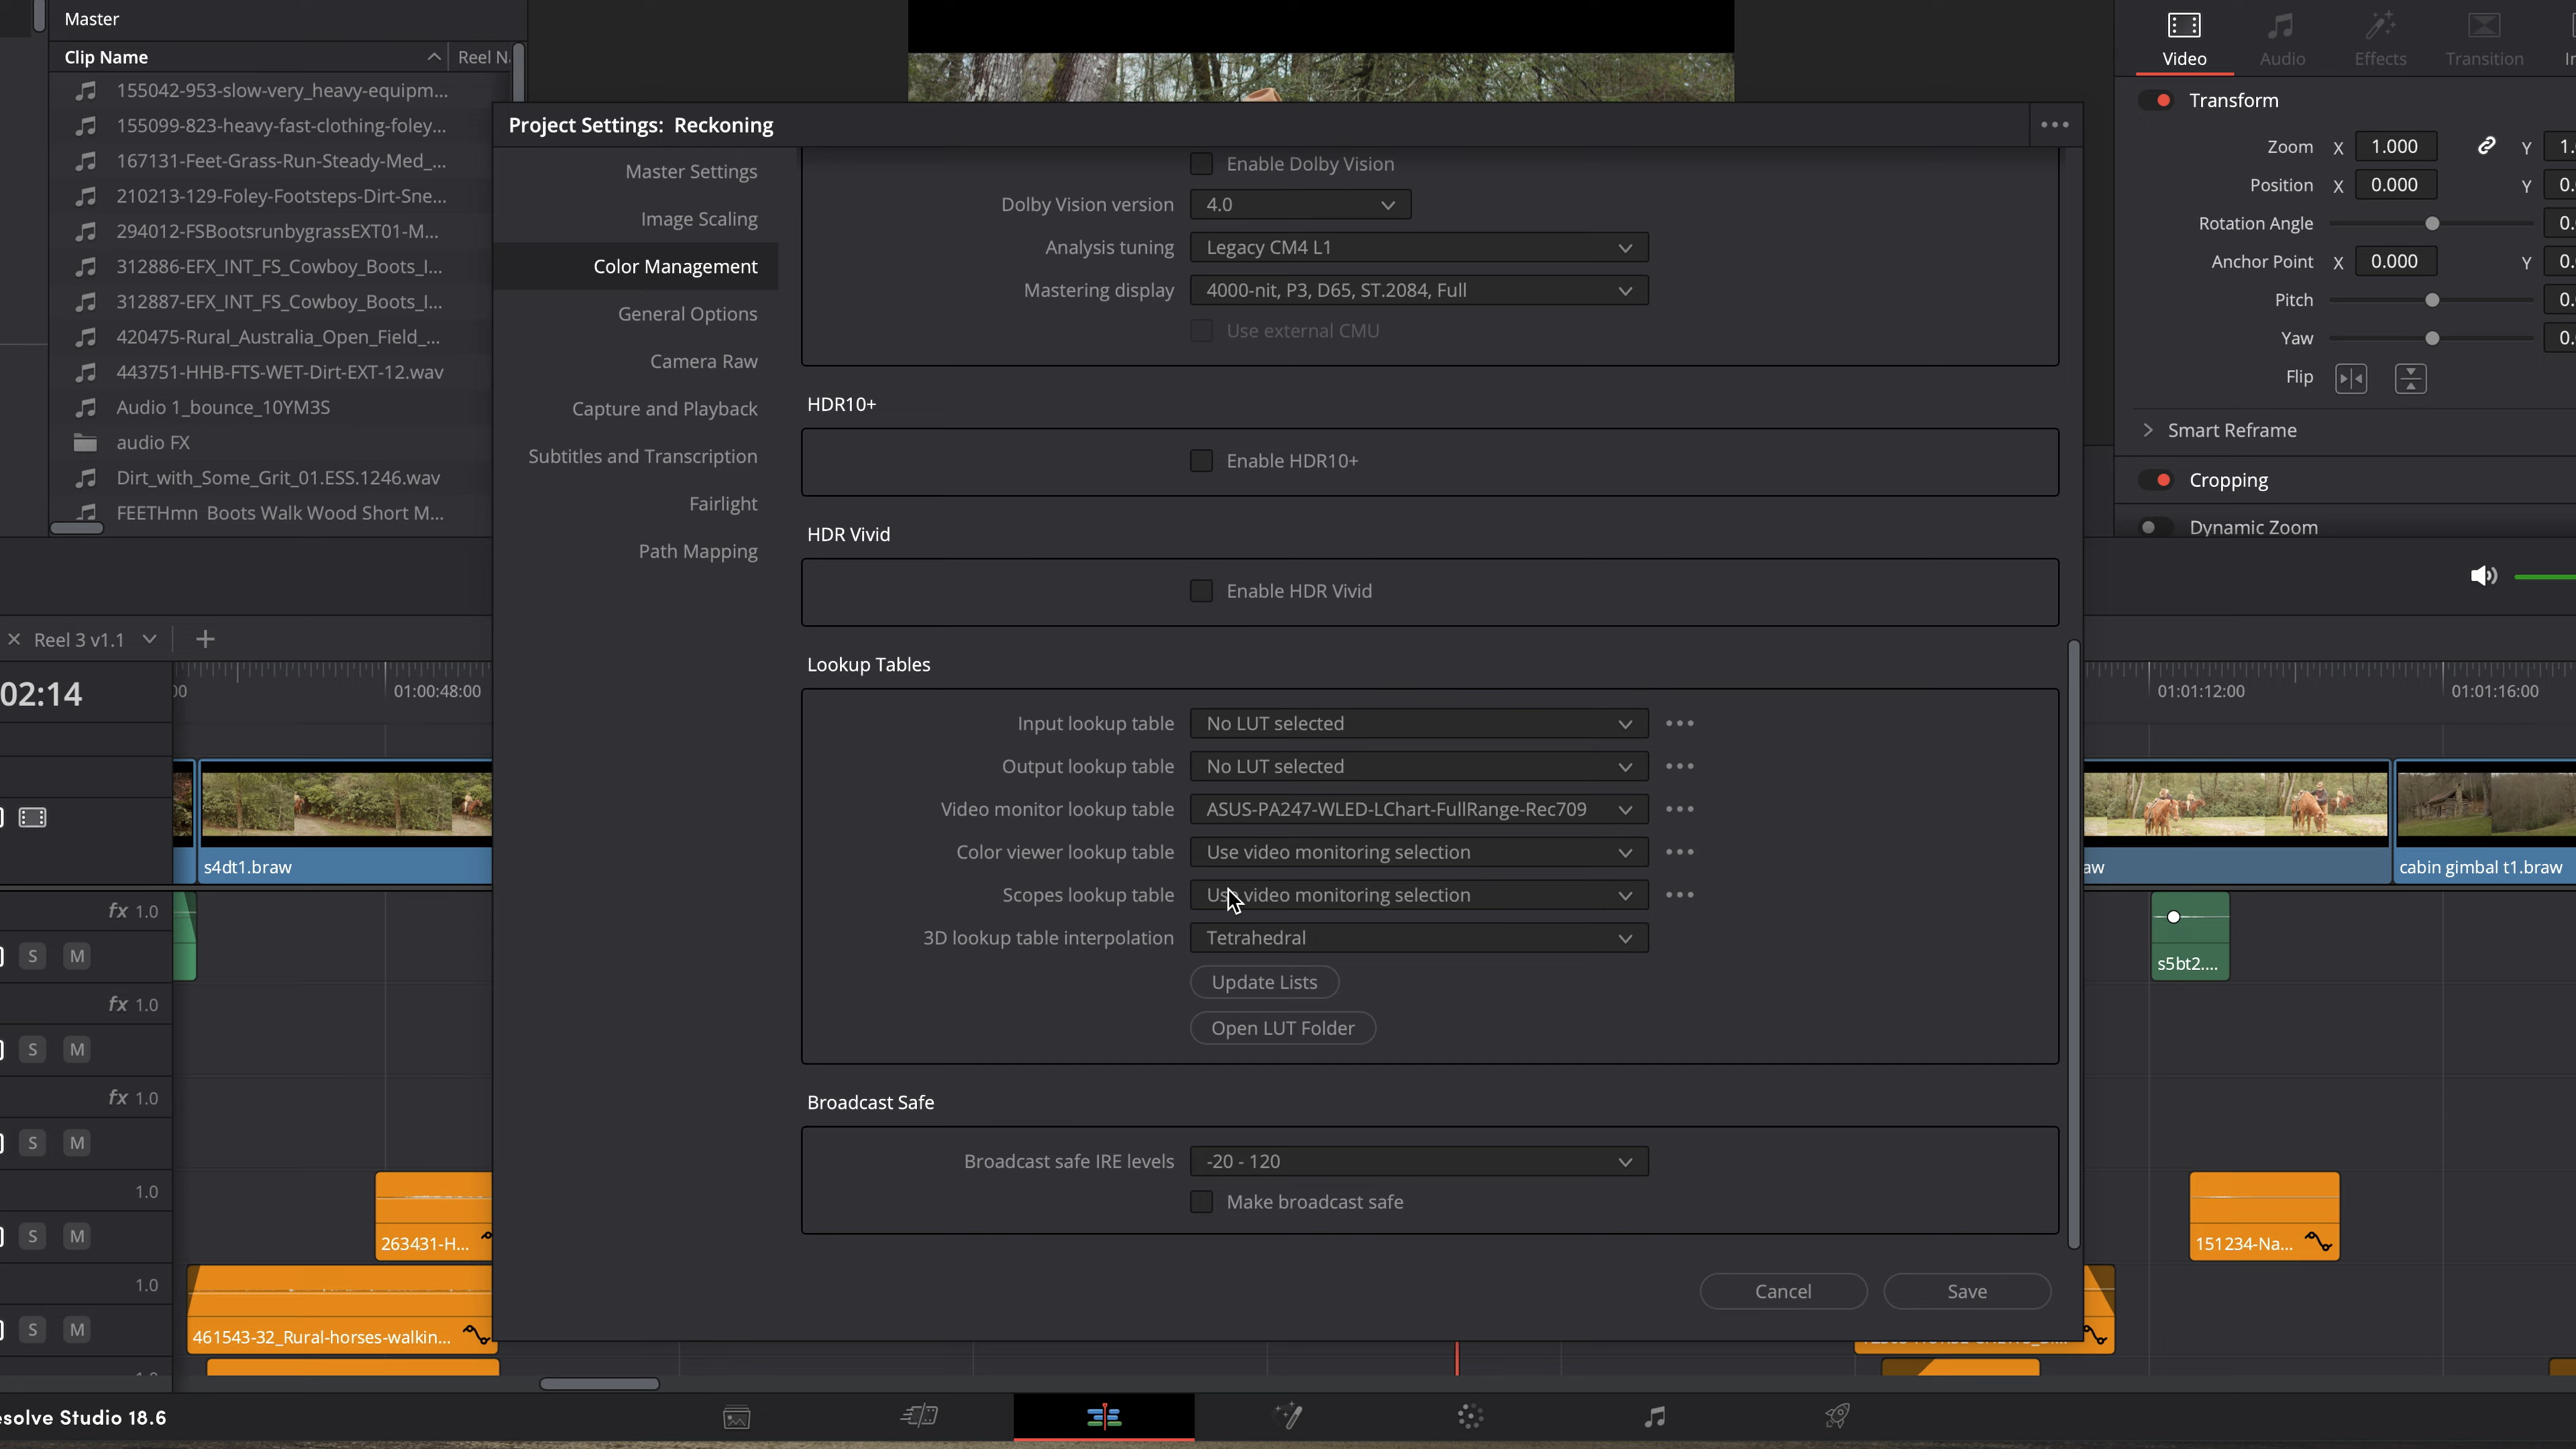 Master
Clip Name
Reel N
155042-953-slow-very_heavy-equipm...
155099-823-heavy-fast-clothing-foley...
167131-Feet-Grass-Run-Steady-Med_...
210213-129-Foley-Footsteps-Dirt-Sne...
294012-FSBootsrunbygrassEXT01-M...
312886-EFX_INT_FS_Cowboy_Boots_I...
312887-EFX_INT_FS_Cowboy_Boots_I...
420475-Rural_Australia_Open_Field_...
443751-HHB-FTS-WET-Dirt-EXT-12.wav
Audio 1_bounce_10YM3S
audio FX
Dirt_with_Some_Grit_01.ESS.1246.wav
FEETHmn Boots Walk Wood Short M...
Project Settings: Reckoning
Master Settings
Image Scaling
Color Management
General Options
Camera Raw
Capture and Playback
Subtitles and Transcription
Fairlight
Path Mapping
Enable Dolby Vision
Dolby Vision version 4.0
Analysis tuning Legacy CM4 L1
Mastering display 4000-nit, P3, D65, ST.2084, Full
Use external CMU
HDR10+
Enable HDR10+
HDR Vivid
Enable HDR Vivid
Lookup Tables
Input lookup table No LUT selected
Output lookup table No LUT selected
Video monitor lookup table ASUS-PA247-WLED-LChart-FullRange-Rec709
Color viewer lookup table Use video monitoring selection
Scopes lookup table Use video monitoring selection
3D lookup table interpolation Tetrahedral
Update Lists
Open LUT Folder
Broadcast Safe
Broadcast safe IRE levels -20 - 120
Make broadcast safe
Cancel
Save
Video
Audio
Effects
Transition
Transform
Zoom X 1.000 Y 1.
Position X 0.000 Y 0.
Rotation Angle 0.
Anchor Point X 0.000 Y 0.
Pitch 0.
Yaw 0.
Flip
Smart Reframe
Cropping
Dynamic Zoom
Reel 3 v1.1
02:14
00
01:00:48:00
01:01:12:00
01:01:16:00
s4dt1.braw
aw
cabin gimbal t1.braw
fx 1.0
S M
s5bt2....
fx 1.0
S M
fx 1.0
S M
1.0
S M
263431-H...
151234-Na...
1.0
S M
461543-32_Rural-horses-walkin...
esolve Studio 18.6